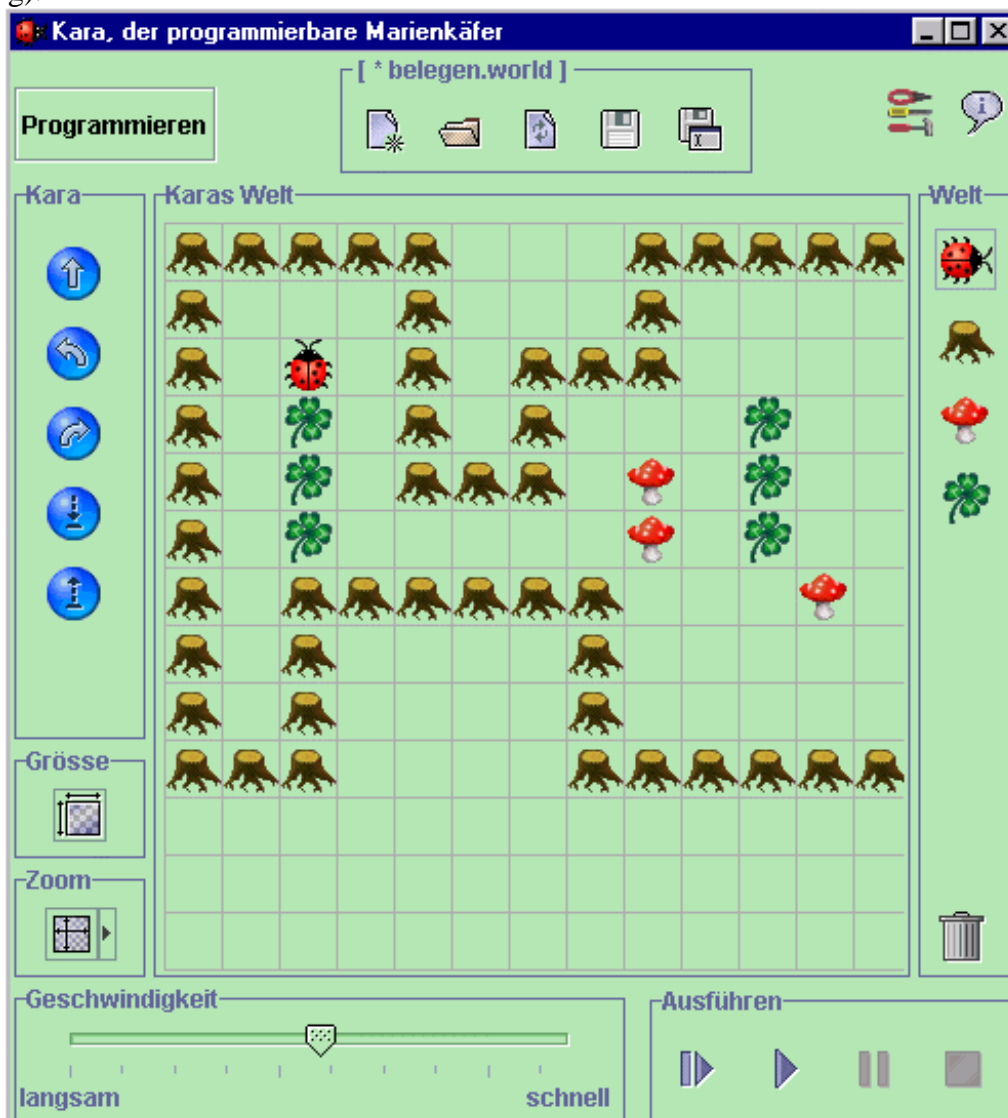 g).
Kara, der programmierbare Marienkäfer
[ * belegen.world ]
Programmieren
Kara
Karas Welt
Welt
Grösse
Zoom
Geschwindigkeit
langsam
schnell
Ausführen